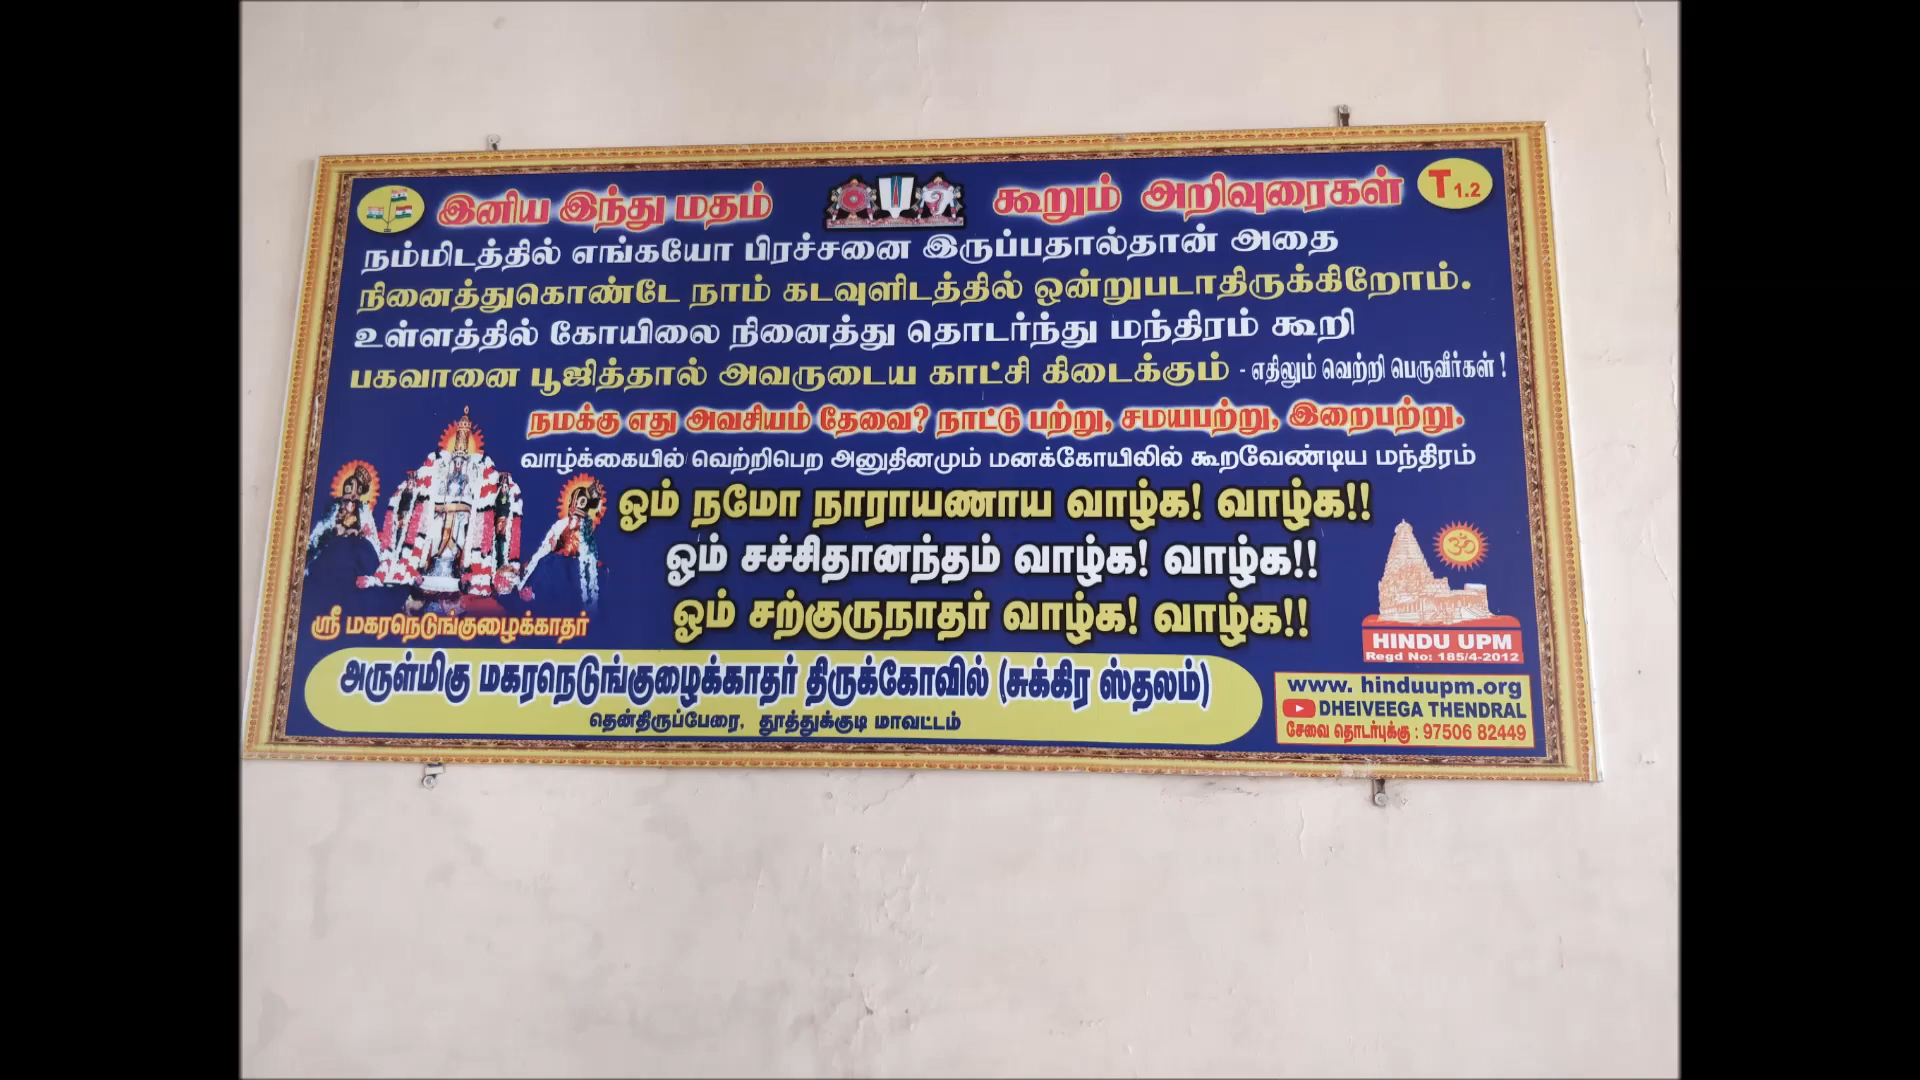 இனிய இந்து மதம் கூறும் அறிவுரைகள் T1.2
நம்மிடத்தில் எங்கயோ பிரச்சனை இருப்பதால்தான் அதை
நினைத்துகொண்டே நாம் கடவுளிடத்தில் ஒன்றுபடாதிருக்கிறோம்.
உள்ளத்தில் கோயிலை நினைத்து தொடர்ந்து மந்திரம் கூறி
பகவானை பூஜித்தால் அவருடைய காட்சி கிடைக்கும் - எதிலும் வெற்றி பெருவீர்கள் !
நமக்கு எது அவசியம் தேவை? நாட்டு பற்று, சமயபற்று, இறைபற்று.
வாழ்க்கையில் வெற்றிபெற அனுதினமும் மனக்கோயிலில் கூறவேண்டிய மந்திரம்
ஓம் நமோ நாராயணாய வாழ்க! வாழ்க!!
ஓம் சச்சிதானந்தம் வாழ்க! வாழ்க!!
ஓம் சற்குருநாதர் வாழ்க! வாழ்க!!
ஸ்ரீ மகரநெடுங்குழைக்காதர்
ௐ
HINDU UPM
Regd No: 185/4-2012
அருள்மிகு மகரநெடுங்குழைக்காதர் திருக்கோவில் (சுக்கிர ஸ்தலம்)
தென்திருப்பேரை, தூத்துக்குடி மாவட்டம்
www. hinduupm.org
DHEIVEEGA THENDRAL
சேவை தொடர்புக்கு : 97506 82449